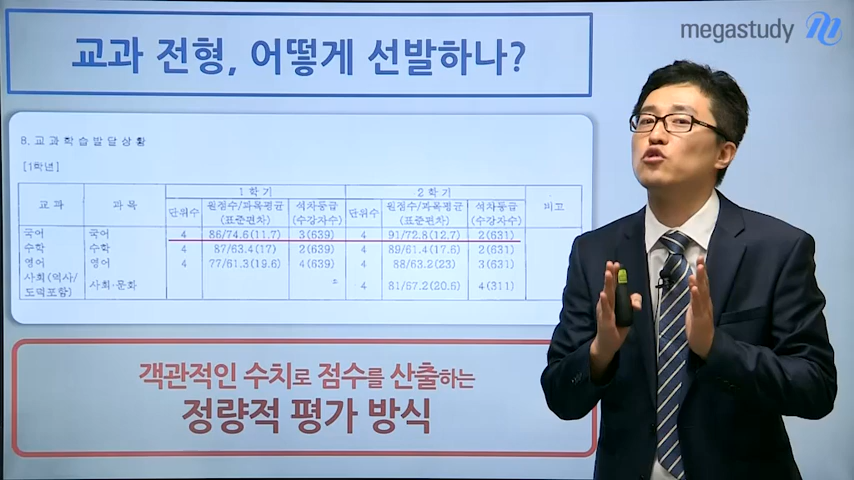 megastudy
교과 전형, 어떻게 선발하나?
8. 교과학습발달상황
[1학년]
교 과 과 목 1 학 기 2 학 기 비고
단위수 원점수/과목평균 (표준편차) 석차등급 (수강자수) 단위수 원점수/과목평균 (표준편차) 석차등급 (수강자수)
국어 국어 4 86/74.6(11.7) 3(639) 4 91/72.8(12.7) 2(631)
수학 수학 4 87/63.4(17) 2(639) 4 89/61.4(17.6) 2(631)
영어 영어 4 77/61.3(19.6) 4(639) 4 88/63.2(23) 3(631)
사회(역사/도덕포함) 사회·문화 4 81/67.2(20.6) 4(311)
객관적인 수치로 점수를 산출하는
정량적 평가 방식